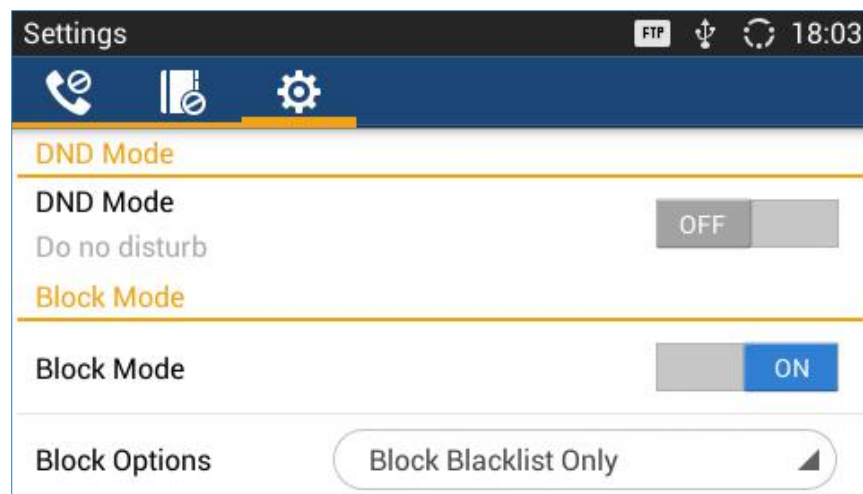 Settings FTP 18:03
DND Mode
DND Mode OFF
Do no disturb
Block Mode
Block Mode ON
Block Options Block Blacklist Only